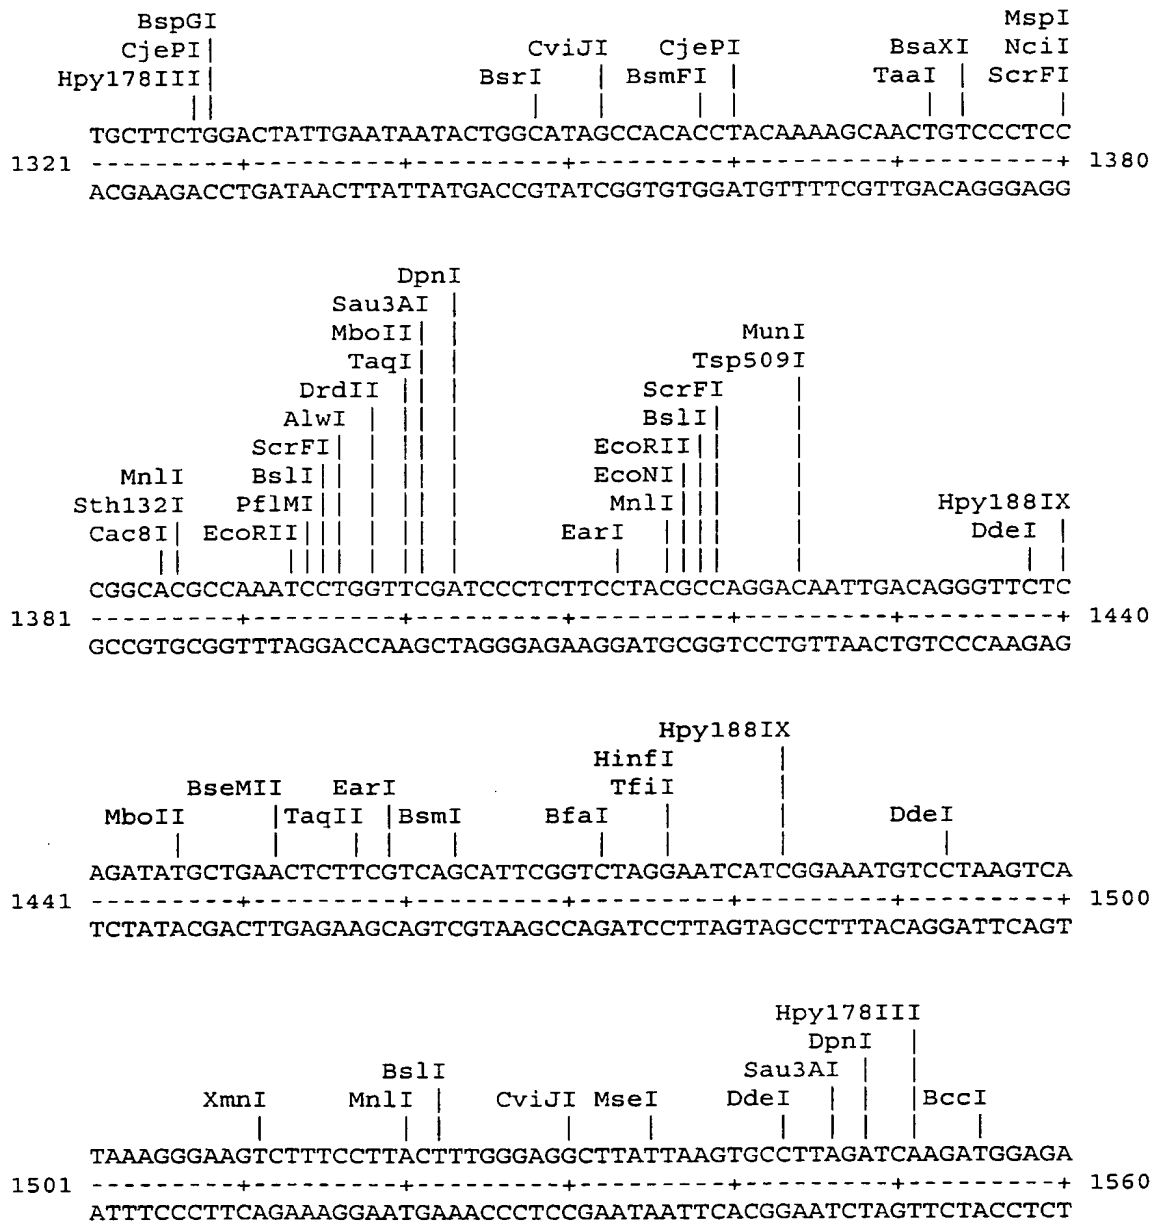 BspGI
CjePI CviJI CjePI BsaXI MspI
NciI
Hpy178III BsrI BsmFI TaaI ScrFI
TGCTTCTGGACTATTGAATAATACTGGCATAGCCACACCTACAAAAGCAACTGTCCCTCC
1321 ---------+---------+---------+---------+---------+---------+ 1380
ACGAAGACCTGATAACTTATTATGACCGTATCGGTGTGGATGTTTTCGTTGACAGGGAGG
DpnI
Sau3AI
MboII MunI
TaqI Tsp509I
DrdII ScrFI
AlwI BslI
ScrFI EcoRII
MnlI BslI EcoNI
Sth132I PflMI MnlI Hpy188IX
Cac8I EcoRII EarI DdeI
CGGCACGCCAAATCCTGGTTCGATCCCTCTTCCTACGCCAGGACAATTGACAGGGTTCTC
1381 ---------+---------+---------+---------+---------+---------+ 1440
GCCGTGCGGTTTAGGACCAAGCTAGGGAGAAGGATGCGGTCCTGTTAACTGTCCCAAGAG
Hpy188IX
HinfI
BseMII EarI TfiI
MboII TaqII BsmI BfaI DdeI
AGATATGCTGAACTCTTCGTCAGCATTCGGTCTAGGAATCATCGGAAATGTCCTAAGTCA
1441 ---------+---------+---------+---------+---------+---------+ 1500
TCTATACGACTTGAGAAGCAGTCGTAAGCCAGATCCTTAGTAGCCTTTACAGGATTCAGT
Hpy178III
DpnI
BslI Sau3AI
XmnI MnlI CviJI MseI DdeI BccI
TAAAGGGAAGTCTTTCCTTACTTTGGGAGGCTTATTAAGTGCCTTAGATCAAGATGGAGA
1501 ---------+---------+---------+---------+---------+---------+ 1560
ATTTCCCTTCAGAAAGGAATGAAACCCTCCGAATAATTCACGGAATCTAGTTCTACCTCT